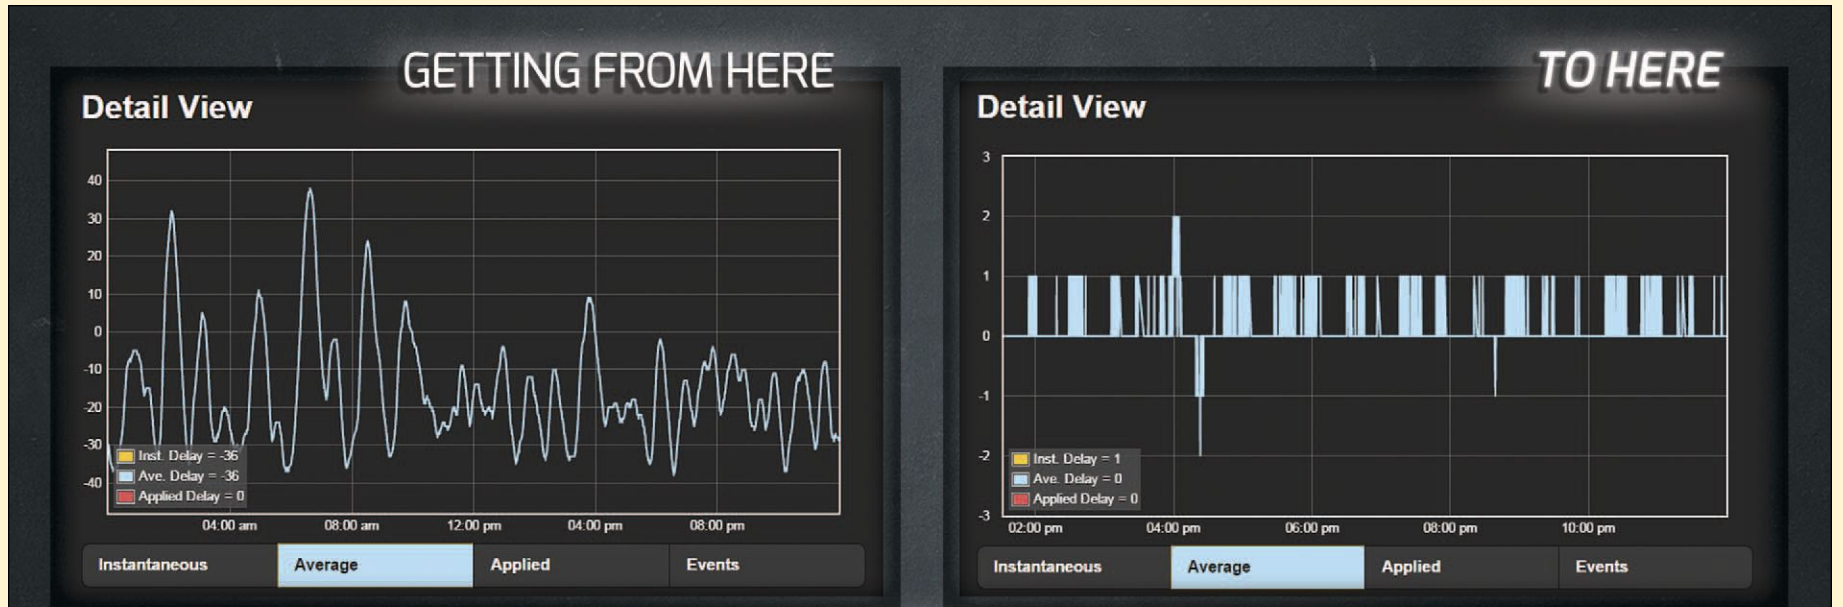 GETTING FROM HERE
Detail View
40
30
20
10
0
-10
-20
-30
-40
Inst. Delay = -36
Ave. Delay = -36
Applied Delay = 0
04:00 am 08:00 am 12:00 pm 04:00 pm 08:00 pm
Instantaneous Average Applied Events
TO HERE
Detail View
3
2
1
0
-1
-2
-3
Inst. Delay = 1
Ave. Delay = 0
Applied Delay = 0
02:00 pm 04:00 pm 06:00 pm 08:00 pm 10:00 pm
Instantaneous Average Applied Events